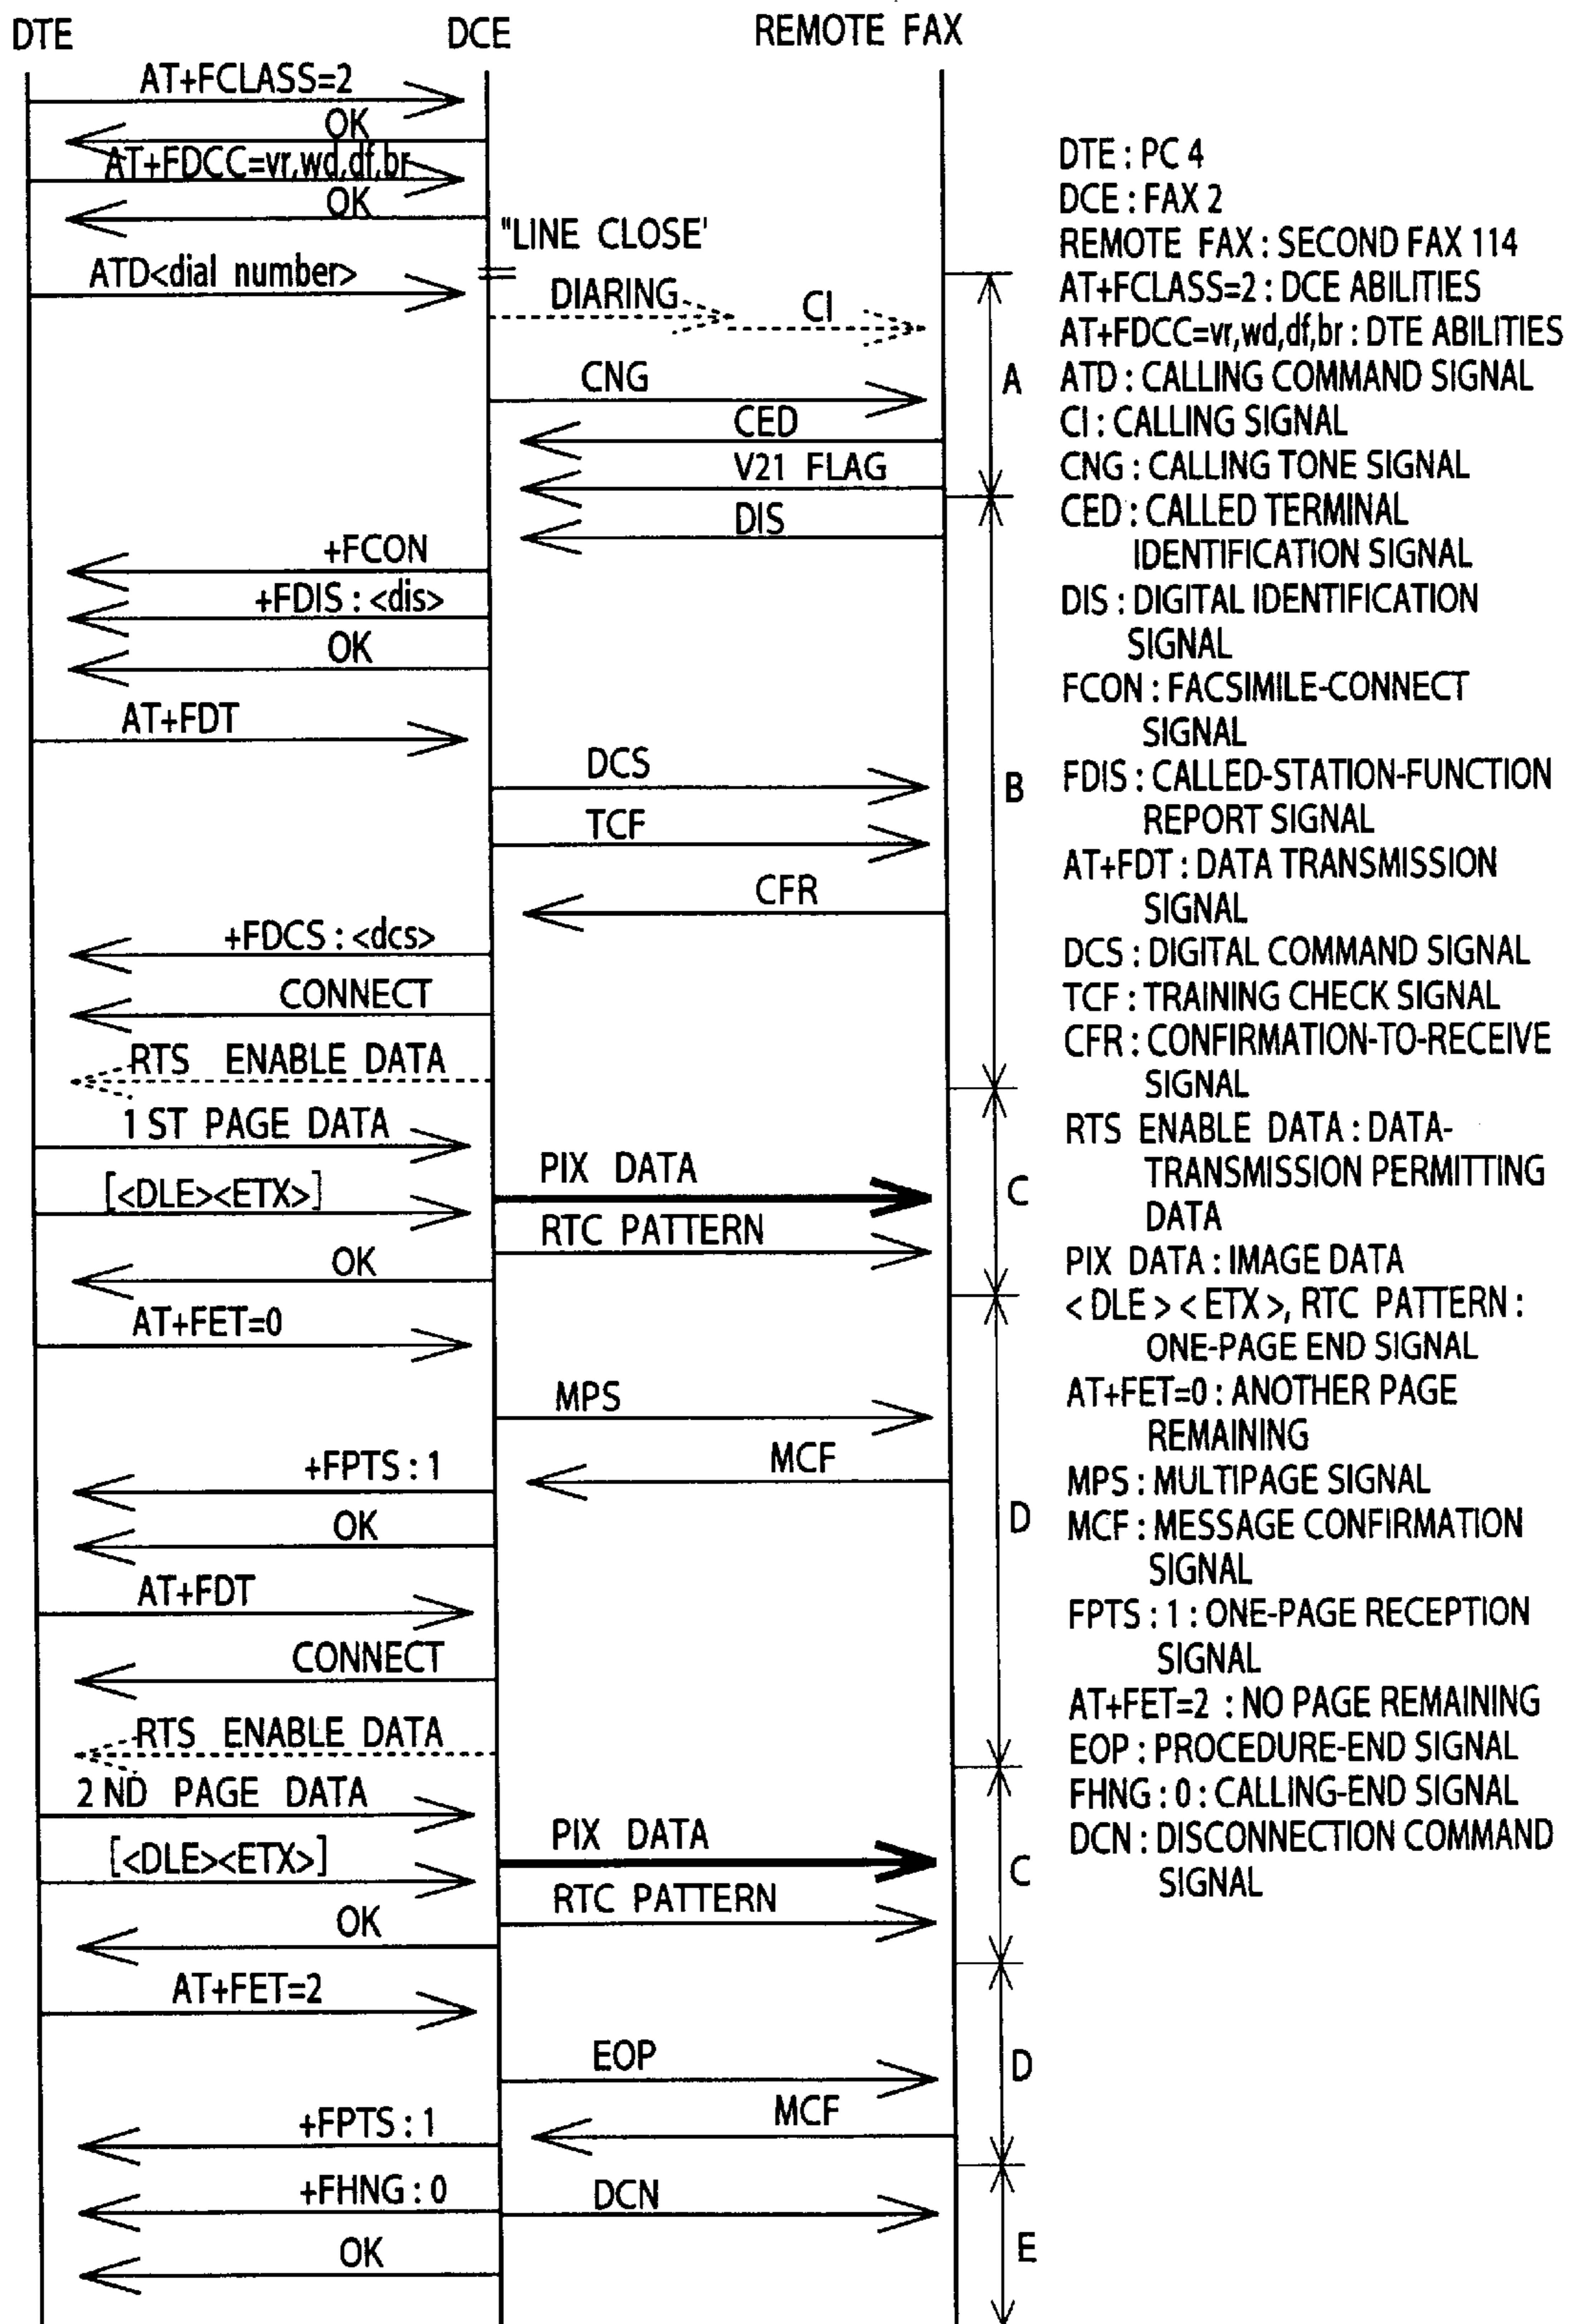 DTE DCE REMOTE FAX
AT+FCLASS=2
OK
AT+FDCC=vr,wd,df,br
OK
"LINE CLOSE'
ATD<dial number>
DIARING
CI
CNG
CED
V21 FLAG
DIS
+FCON
+FDIS : <dis>
OK
AT+FDT
DCS
TCF
CFR
+FDCS : <dcs>
CONNECT
RTS ENABLE DATA
1 ST PAGE DATA
[<DLE><ETX>]
PIX DATA
RTC PATTERN
OK
AT+FET=0
MPS
MCF
+FPTS : 1
OK
AT+FDT
CONNECT
RTS ENABLE DATA
2 ND PAGE DATA
[<DLE><ETX>]
PIX DATA
RTC PATTERN
OK
AT+FET=2
EOP
MCF
+FPTS : 1
+FHNG : 0
DCN
OK
A
B
C
D
C
D
E
DTE : PC 4
DCE : FAX 2
REMOTE FAX : SECOND FAX 114
AT+FCLASS=2 : DCE ABILITIES
AT+FDCC=vr,wd,df,br : DTE ABILITIES
ATD : CALLING COMMAND SIGNAL
CI : CALLING SIGNAL
CNG : CALLING TONE SIGNAL
CED : CALLED TERMINAL
IDENTIFICATION SIGNAL
DIS : DIGITAL IDENTIFICATION
SIGNAL
FCON : FACSIMILE-CONNECT
SIGNAL
FDIS : CALLED-STATION-FUNCTION
REPORT SIGNAL
AT+FDT : DATA TRANSMISSION
SIGNAL
DCS : DIGITAL COMMAND SIGNAL
TCF : TRAINING CHECK SIGNAL
CFR : CONFIRMATION-TO-RECEIVE
SIGNAL
RTS ENABLE DATA : DATA-
TRANSMISSION PERMITTING
DATA
PIX DATA : IMAGE DATA
< DLE > < ETX >, RTC PATTERN :
ONE-PAGE END SIGNAL
AT+FET=0 : ANOTHER PAGE
REMAINING
MPS : MULTIPAGE SIGNAL
MCF : MESSAGE CONFIRMATION
SIGNAL
FPTS : 1 : ONE-PAGE RECEPTION
SIGNAL
AT+FET=2 : NO PAGE REMAINING
EOP : PROCEDURE-END SIGNAL
FHNG : 0 : CALLING-END SIGNAL
DCN : DISCONNECTION COMMAND
SIGNAL